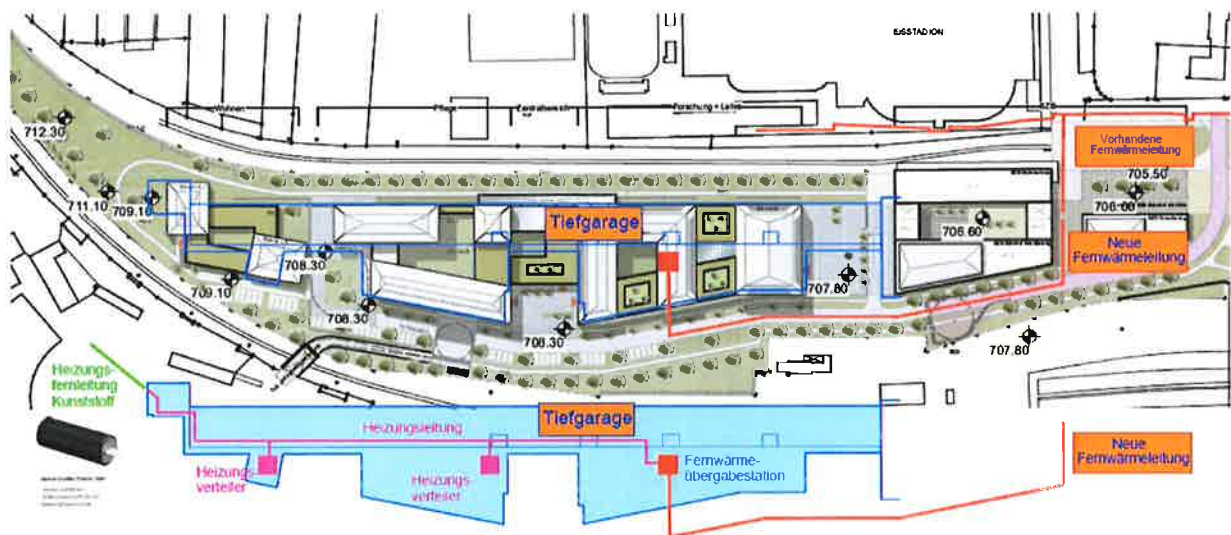 EISSTADION
Wohnen
Pflege
Zentralbereich
Forschung + Lehre
712.30
711.10
709.10
Vorhandene
Fernwärmeleitung
705.50
706.00
Tiefgarage
706.60
708.30
Neue
Fernwärmeleitung
709.10
707.80
708.30
708.30
707.80
Heizungs-
fernleitung
Kunststoff
Tiefgarage
Heizungsleitung
Neue
Fernwärmeleitung
Heizungs-
verteiler
Heizungs-
verteiler
Fernwärme-
übergabestation